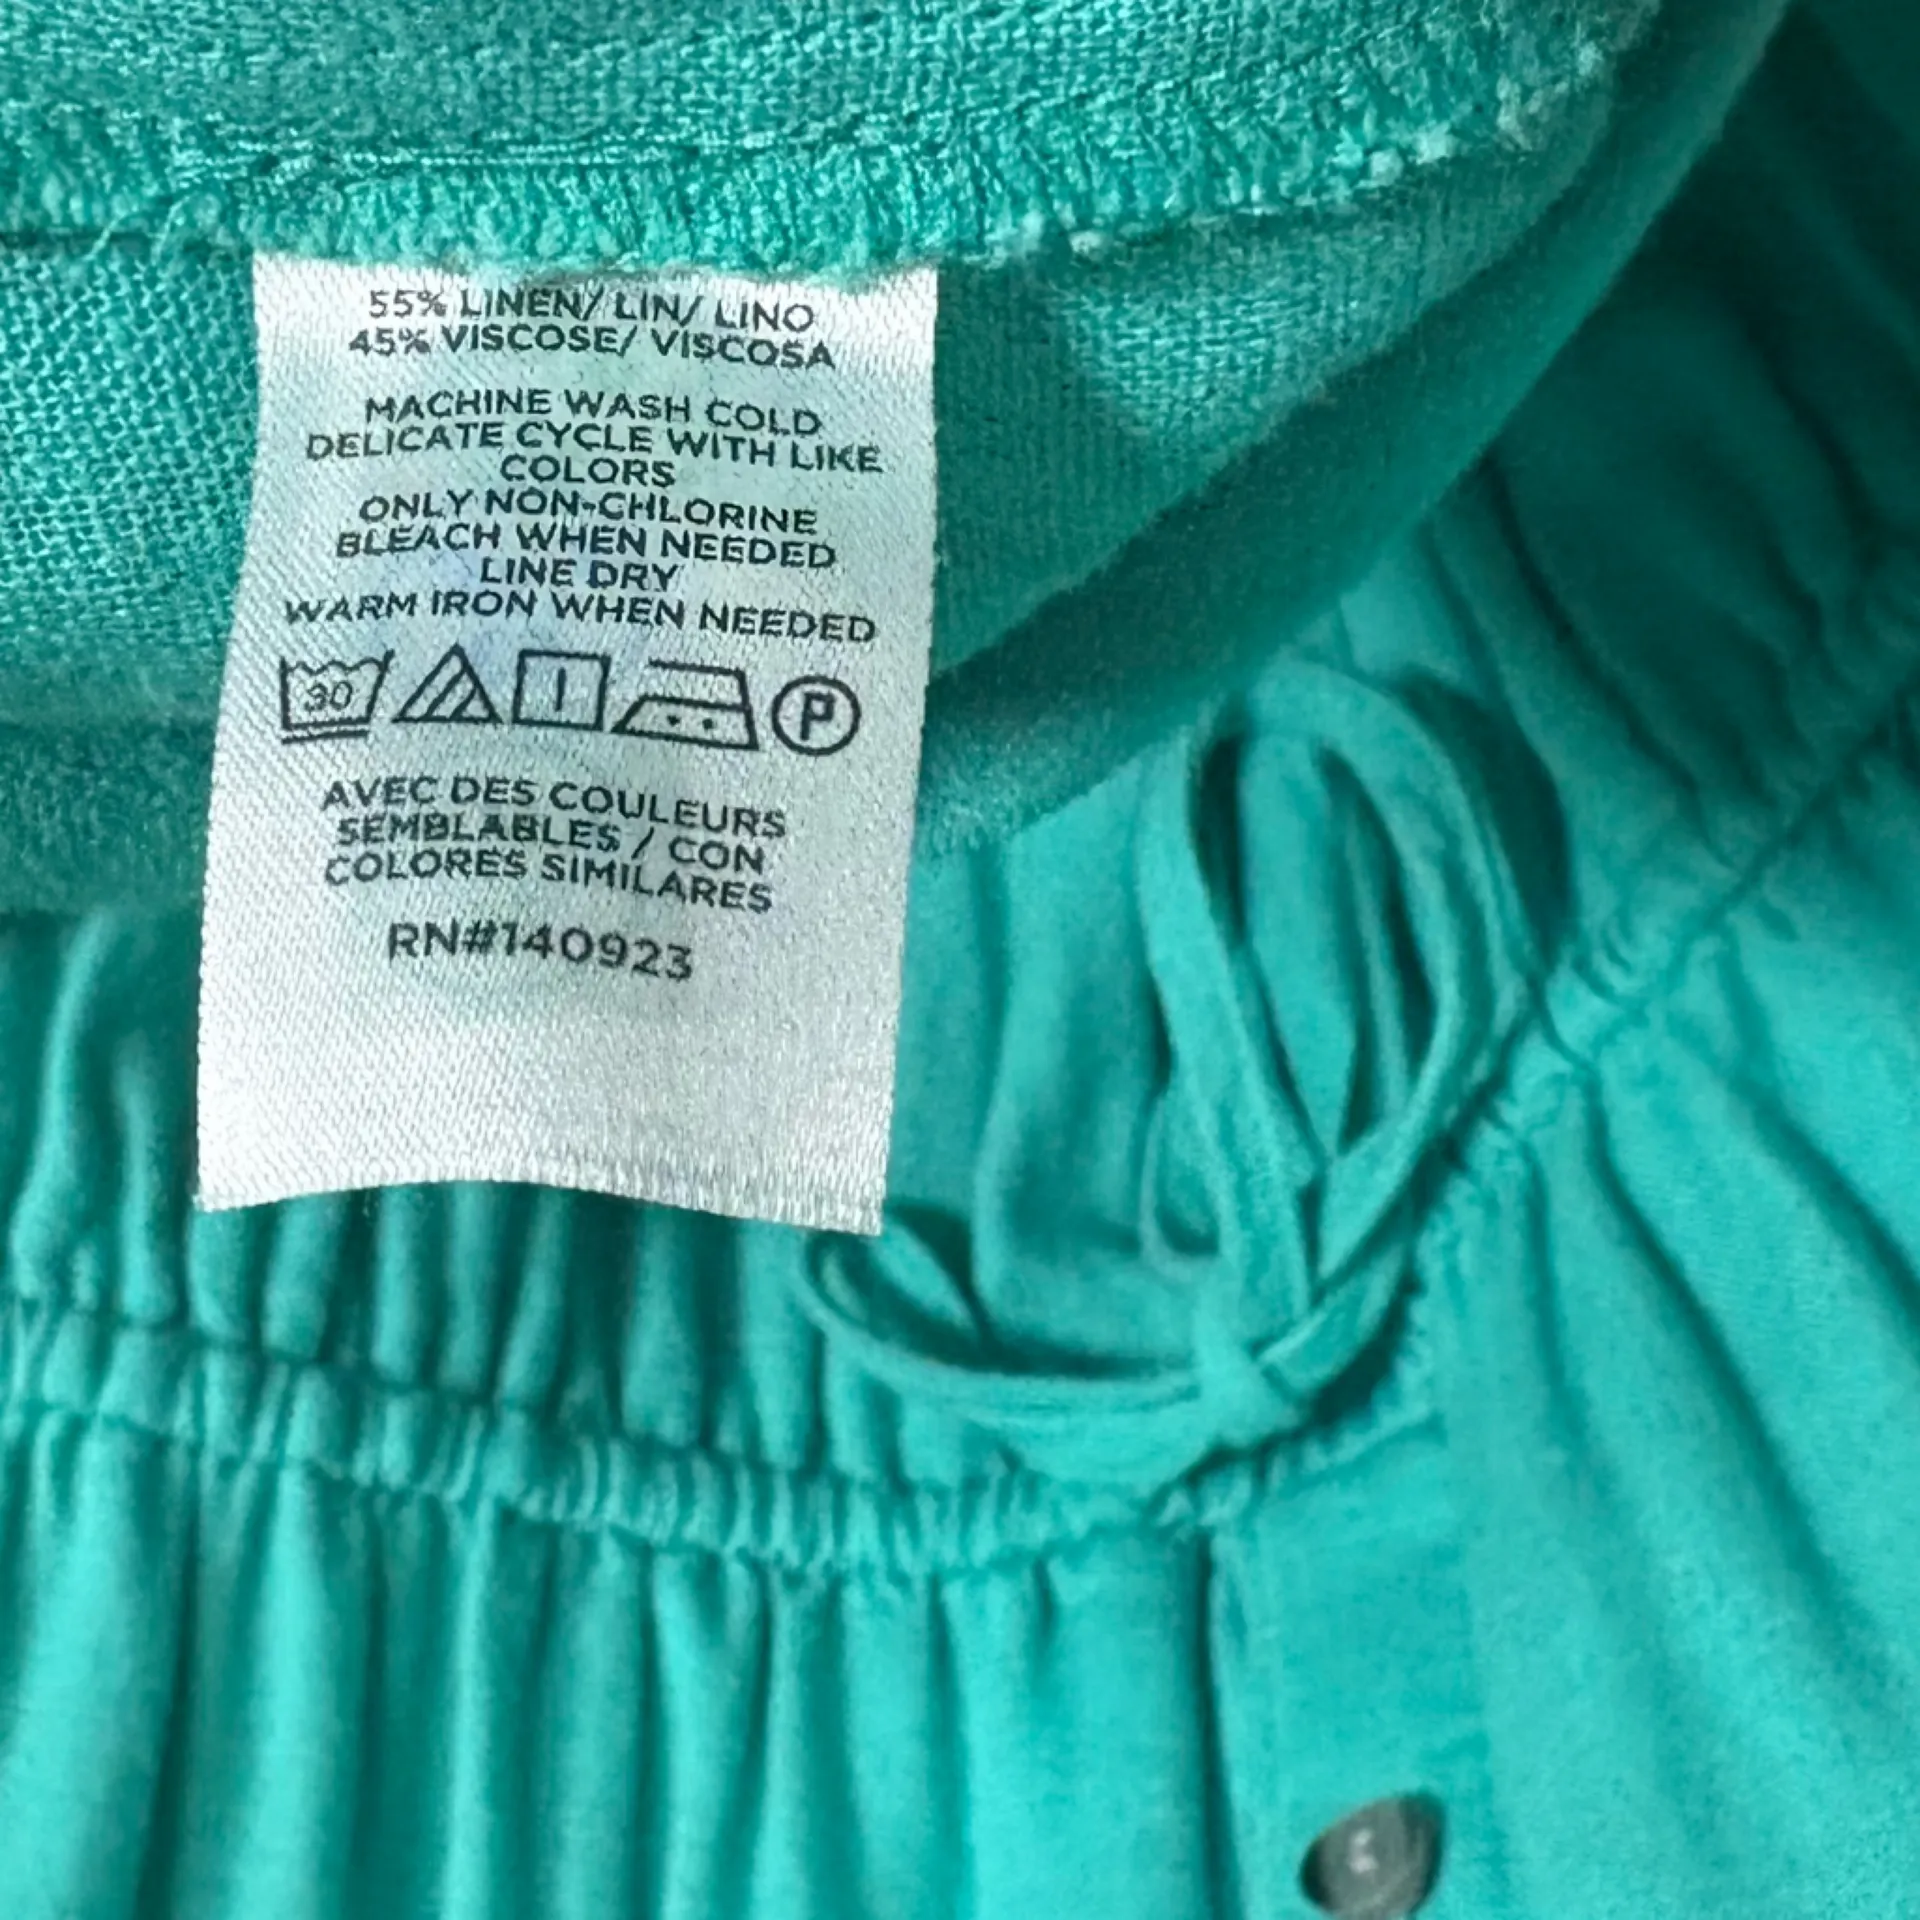 55% LINEN/ LIN/ LINO
45% VISCOSE/ VISCOSA
MACHINE WASH COLD
DELICATE CYCLE WITH LIKE
COLORS
ONLY NON-CHLORINE
BLEACH WHEN NEEDED
LINE DRY
WARM IRON WHEN NEEDED
30 P
AVEC DES COULEURS
SEMBLABLES / CON
COLORES SIMILARES
RN#140923